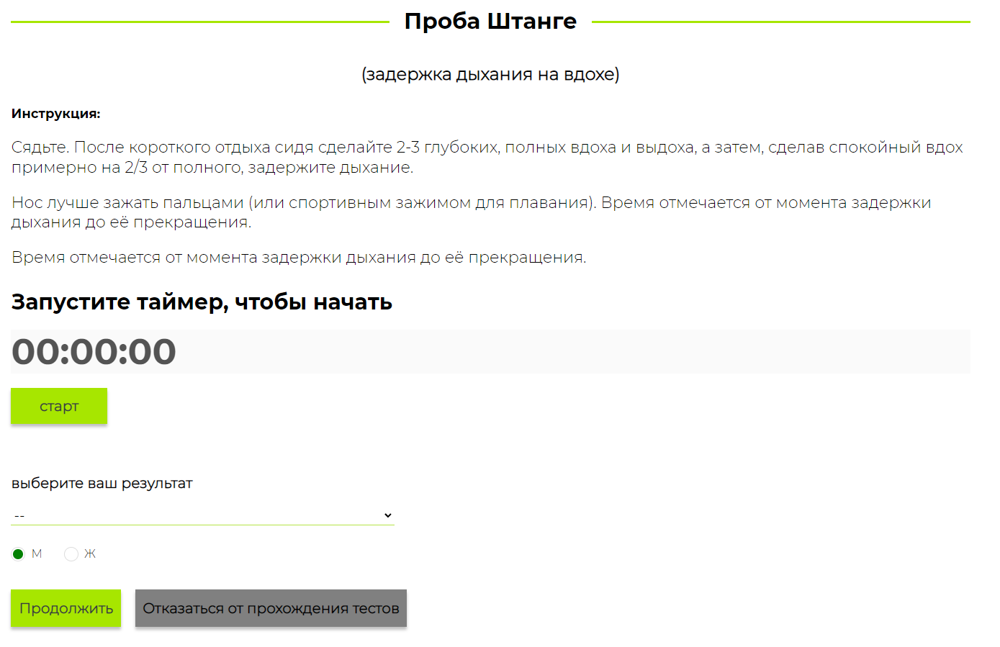 Проба Штанге
(задержка дыхания на вдохе)
Инструкция:
Сядьте. После короткого отдыха сидя сделайте 2-3 глубоких, полных вдоха и выдоха, а затем, сделав спокойный вдох
примерно на 2/3 от полного, задержите дыхание.
Нос лучше зажать пальцами (или спортивным зажимом для плавания). Время отмечается от момента задержки
дыхания до её прекращения.
Время отмечается от момента задержки дыхания до её прекращения.
Запустите таймер, чтобы начать
00:00:00
старт
выберите ваш результат
--
М Ж
Продолжить Отказаться от прохождения тестов